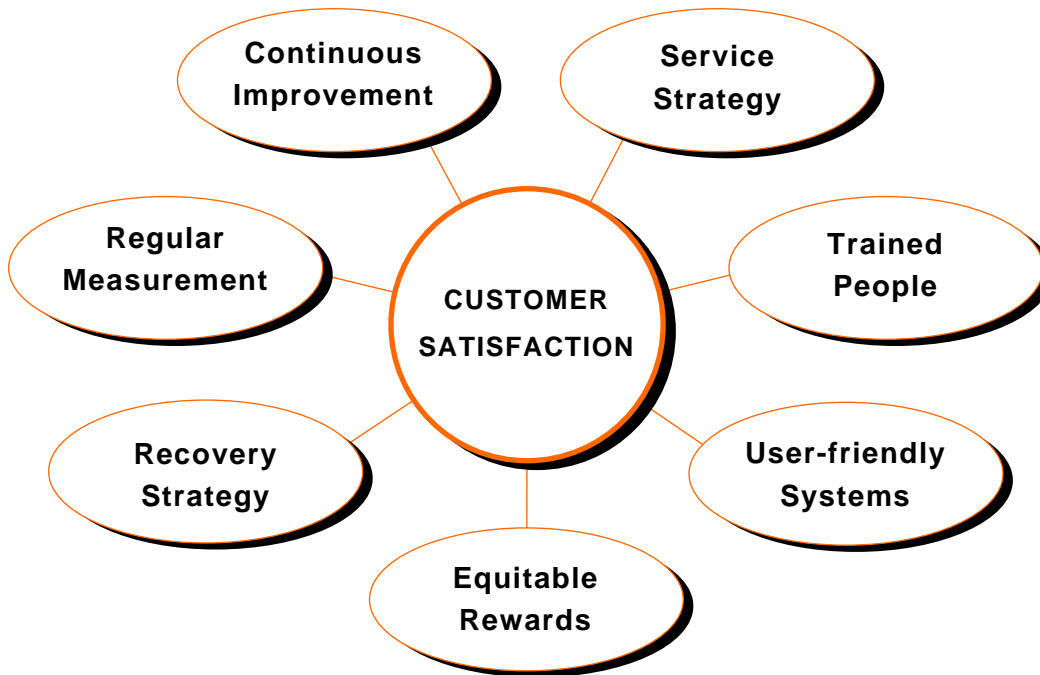 Continuous
Improvement
Service
Strategy
Regular
Measurement
Trained
People
CUSTOMER
SATISFACTION
Recovery
Strategy
User-friendly
Systems
Equitable
Rewards